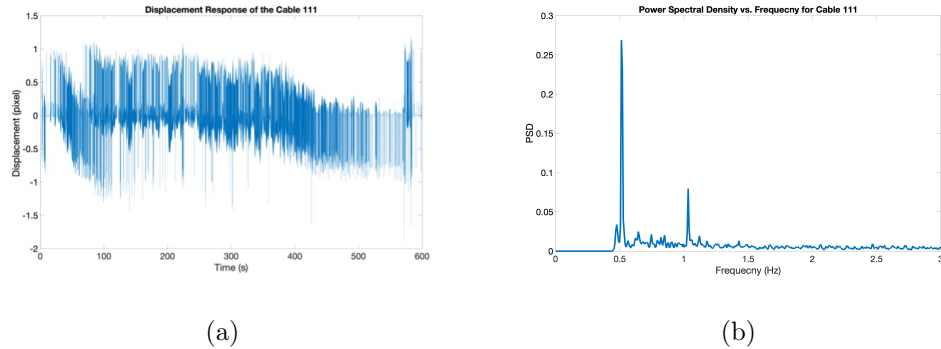 Displacement Response of the Cable 111
1.5
1
0.5
0
-0.5
-1
-1.5
-2
Displacement (pixel)
0 100 200 300 400 500 600
Time (s)
(a)
Power Spectral Density vs. Frequecny for Cable 111
0.3
0.25
0.2
0.15
0.1
0.05
0
PSD
0 0.5 1 1.5 2 2.5 3
Frequecny (Hz)
(b)